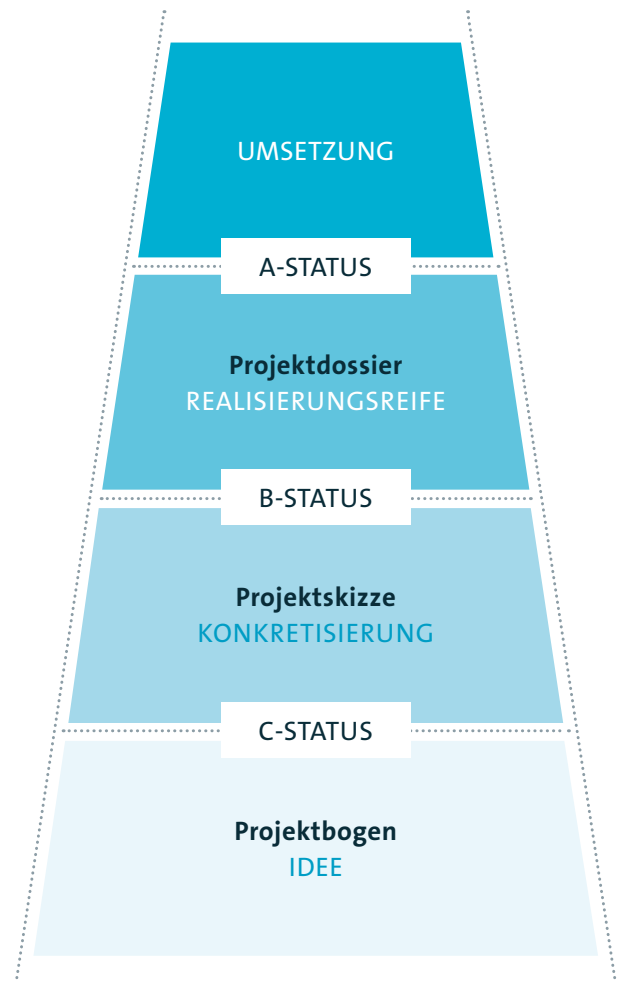 UMSETZUNG
A-STATUS
Projektdossier
REALISIERUNGSREIFE
B-STATUS
Projektskizze
KONKRETISIERUNG
C-STATUS
Projektbogen
IDEE